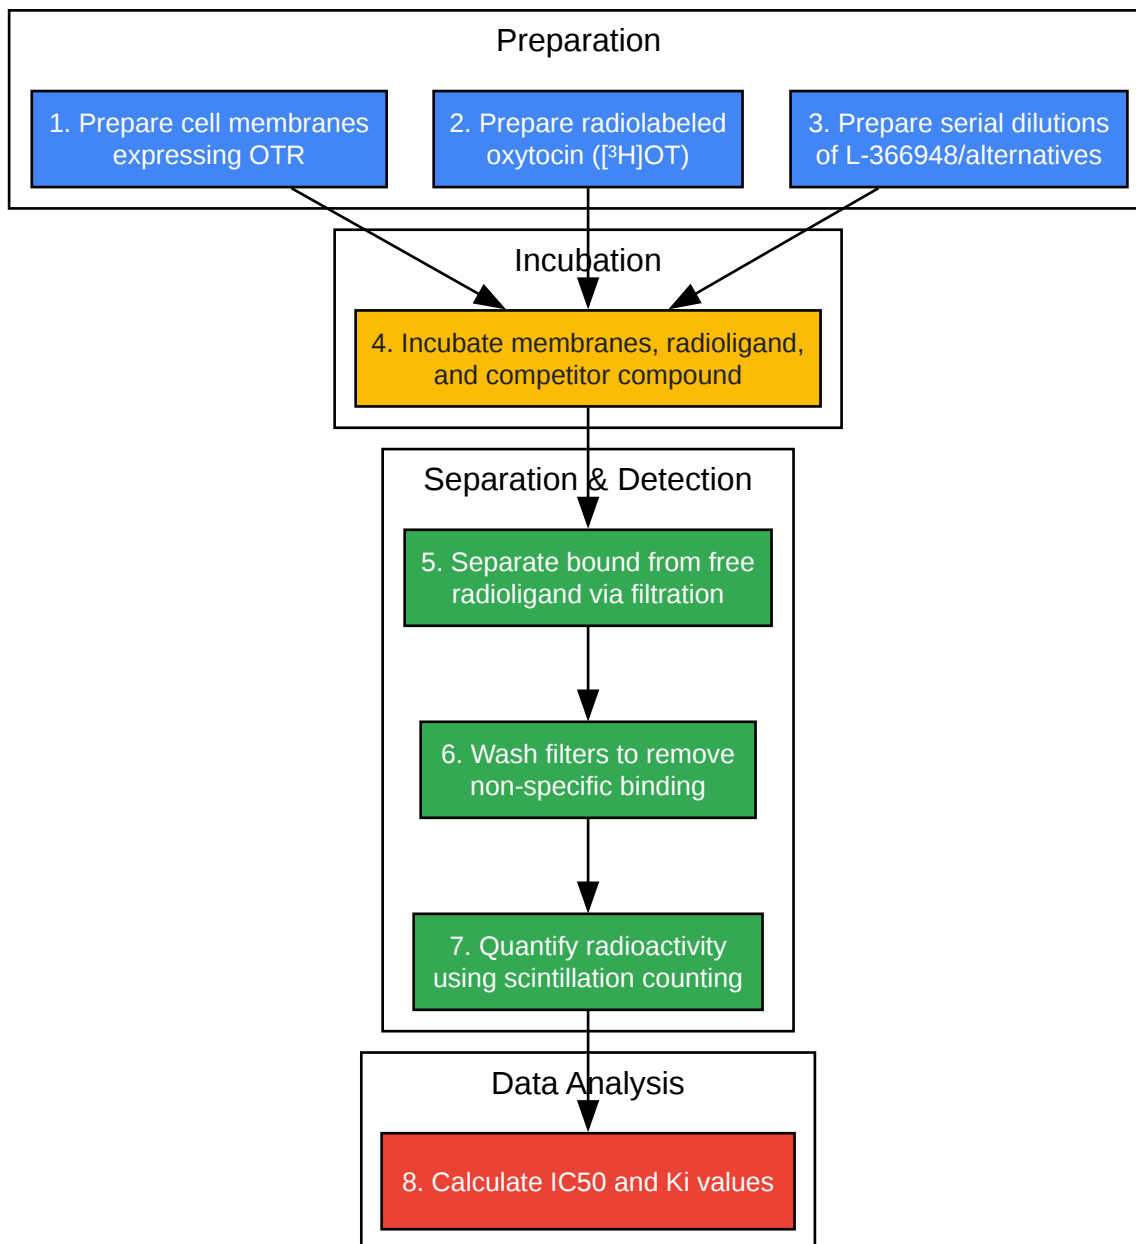 Preparation
1. Prepare cell membranes
expressing OTR
2. Prepare radiolabeled
oxytocin ([³H]OT)
3. Prepare serial dilutions
of L-366948/alternatives
Incubation
4. Incubate membranes, radioligand,
and competitor compound
Separation & Detection
5. Separate bound from free
radioligand via filtration
6. Wash filters to remove
non-specific binding
7. Quantify radioactivity
using scintillation counting
Data Analysis
8. Calculate IC50 and Ki values